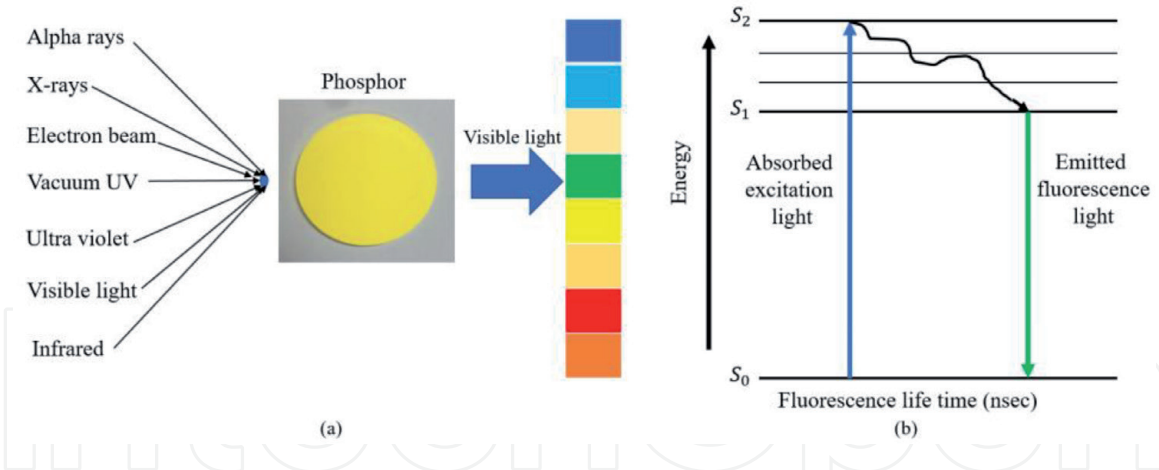 Alpha rays
X-rays
Electron beam
Vacuum UV
Ultra violet
Visible light
Infrared
Phosphor
Visible light
(a)
Energy
S₂
S₁
S₀
Absorbed
excitation
light
Emitted
fluorescence
light
Fluorescence life time (nsec)
(b)